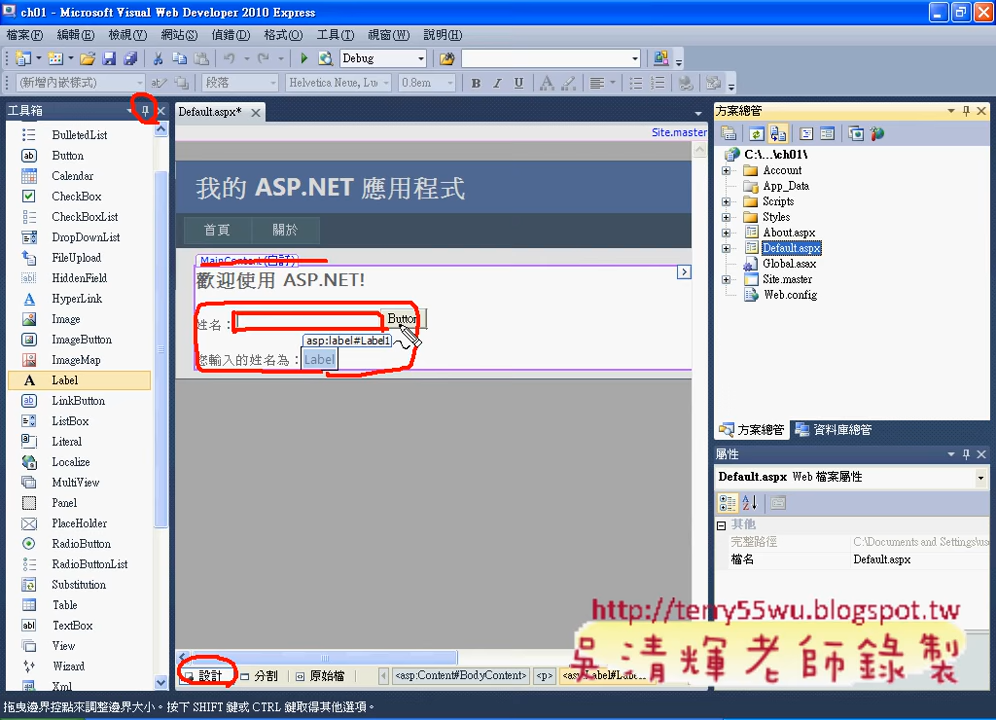 ch01 - Microsoft Visual Web Developer 2010 Express
檔案(F) 編輯(E) 檢視(V) 網站(S) 偵錯(D) 格式(O) 工具(T) 視窗(W) 說明(H)
Debug
(新增內嵌樣式) 段落 Helvetica Neue, Lu 0.8em B I U A
工具箱
BulletedList
Button
Calendar
CheckBox
CheckBoxList
DropDownList
FileUpload
HiddenField
HyperLink
Image
ImageButton
ImageMap
Label
LinkButton
ListBox
Literal
Localize
MultiView
Panel
PlaceHolder
RadioButton
RadioButtonList
Substitution
Table
TextBox
View
Wizard
Xml
Default.aspx*
Site.master
我的 ASP.NET 應用程式
首頁 關於
MainContent (自訂)
歡迎使用 ASP.NET!
姓名： Button
asp:label#Label1
您輸入的姓名為：Label
設計 分割 原始檔 <asp:Content#BodyContent> <p>
方案總管
C:\...\ch01\
Account
App_Data
Scripts
Styles
About.aspx
Default.aspx
Global.asax
Site.master
Web.config
方案總管 資料庫總管
屬性
Default.aspx Web 檔案屬性
其他
完整路徑 C:\Documents and Settings\us
檔名 Default.aspx
http://terry55wu.blogspot.tw
吳清輝老師錄製
拖曳邊界控點來調整邊界大小。按下 SHIFT 鍵或 CTRL 鍵取得其他選項。